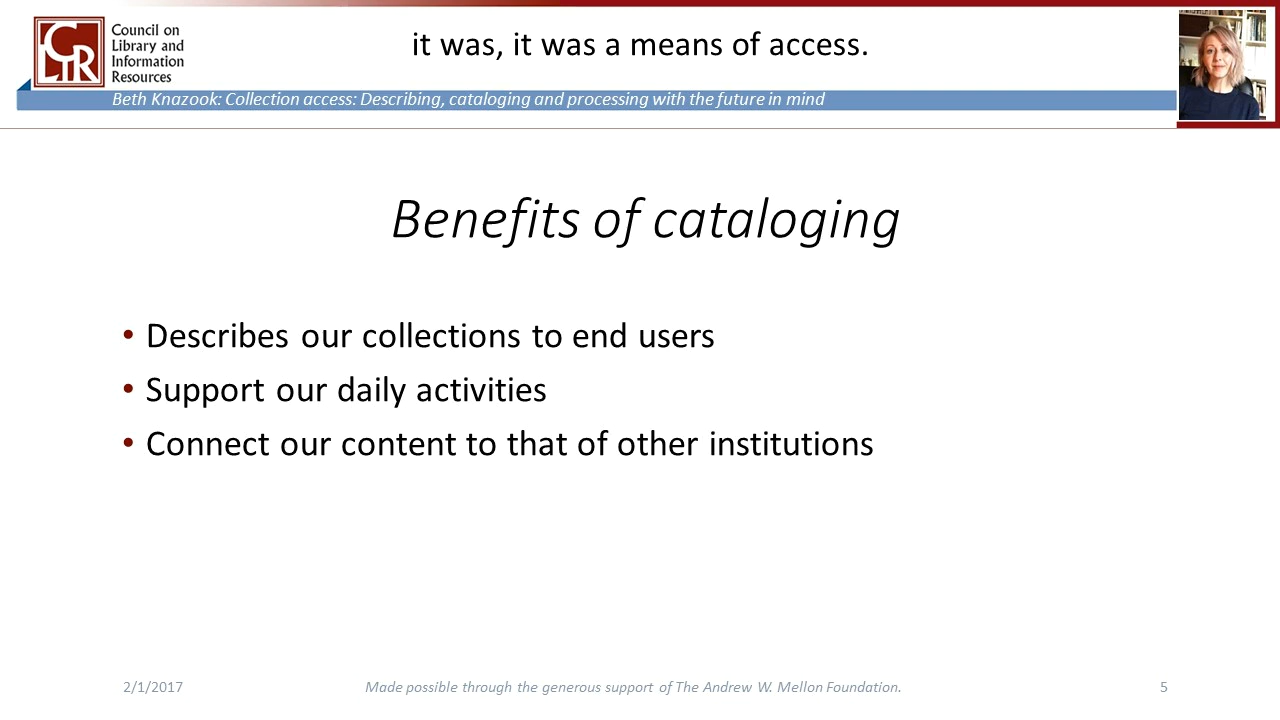 CLIR
Council on
Library and
Information
Resources
it was, it was a means of access.
Beth Knazook: Collection access: Describing, cataloging and processing with the future in mind
Benefits of cataloging
• Describes our collections to end users
• Support our daily activities
• Connect our content to that of other institutions
2/1/2017
Made possible through the generous support of The Andrew W. Mellon Foundation.
5